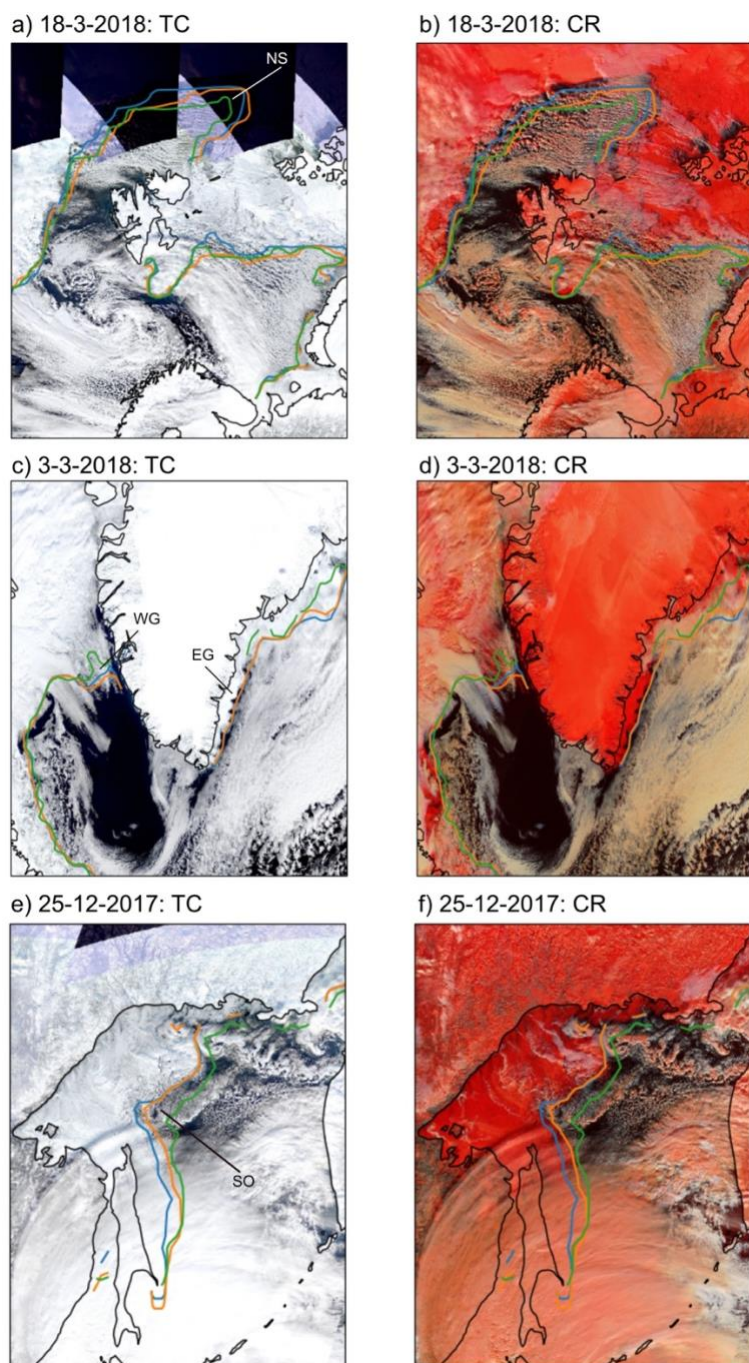 a) 18-3-2018: TC
b) 18-3-2018: CR
NS
c) 3-3-2018: TC
d) 3-3-2018: CR
WG
EG
e) 25-12-2017: TC
f) 25-12-2017: CR
SO